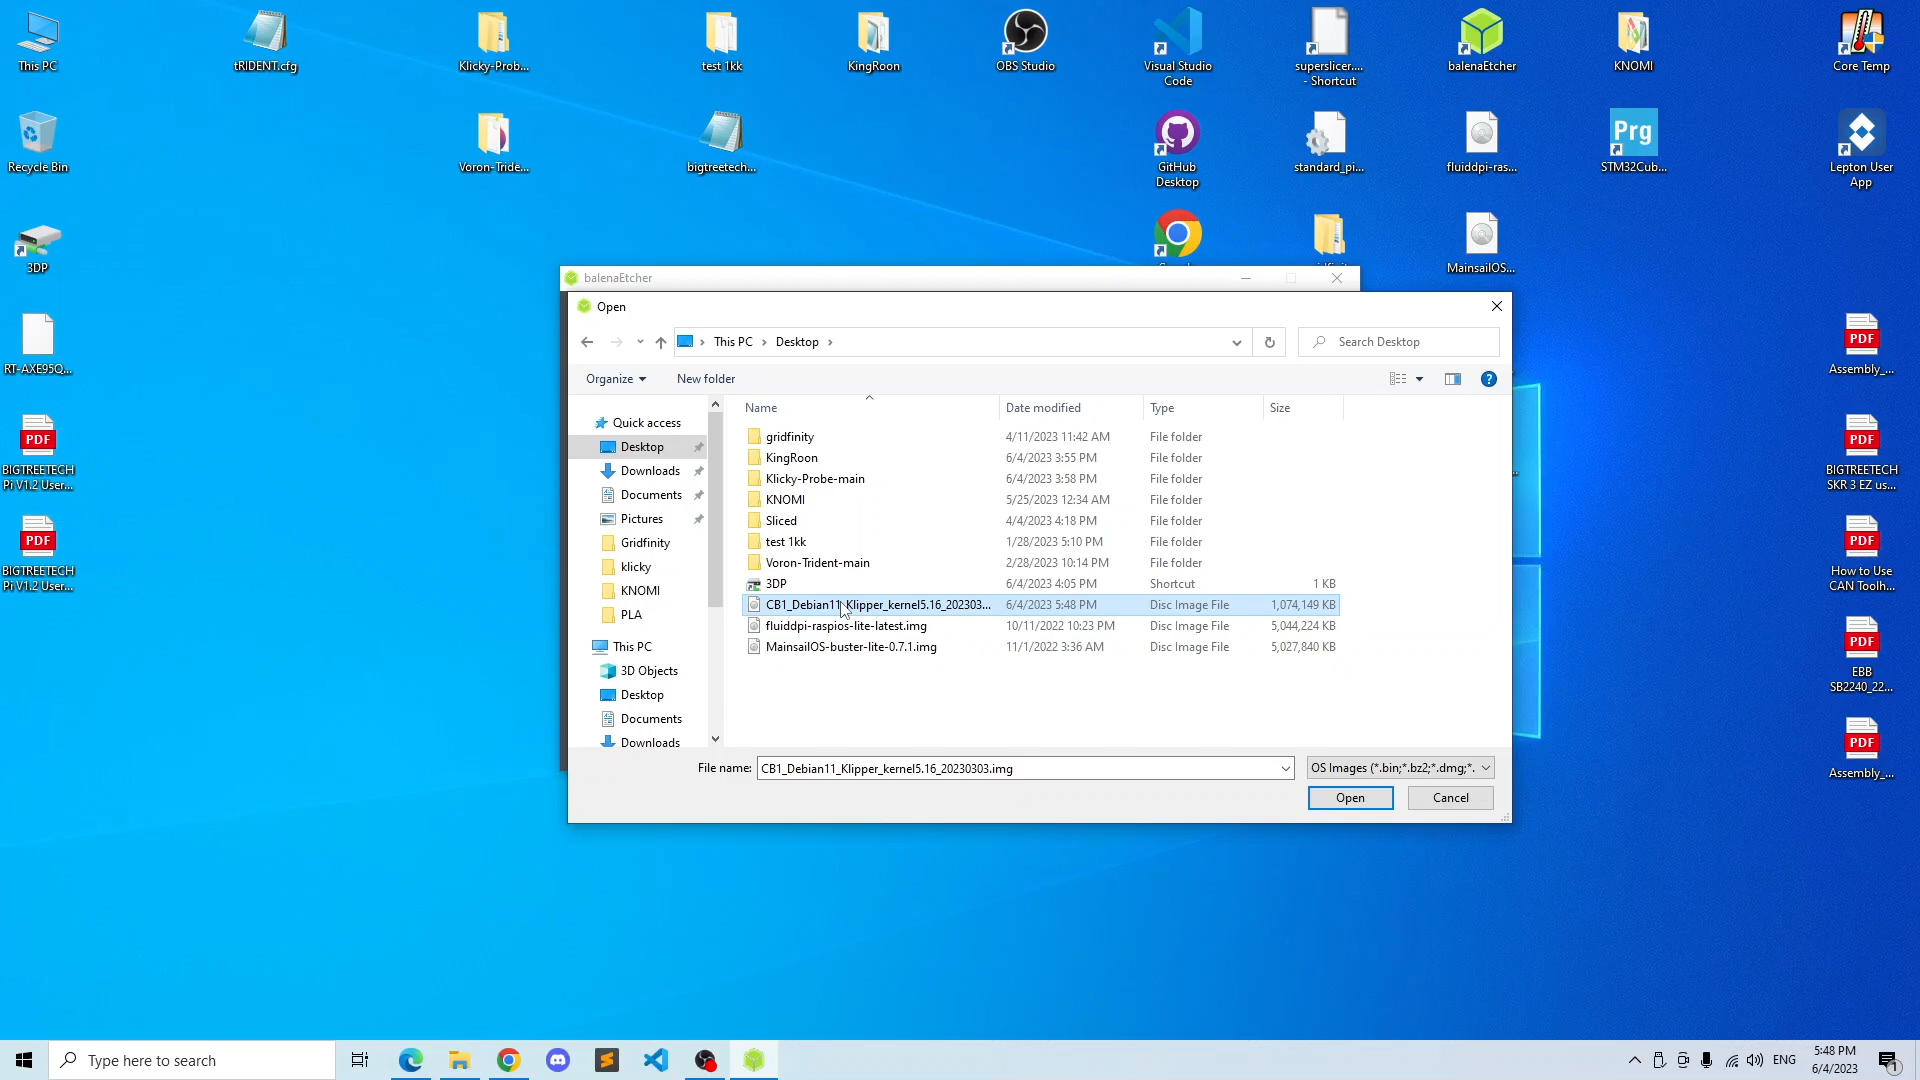 This PC
tRIDENT.cfg
Klicky-Prob...
test 1kk
KingRoon
OBS Studio
Visual Studio
Code
superslicer....
- Shortcut
balenaEtcher
KNOMI
Core Temp
Recycle Bin
Voron-Tride...
bigtreetech...
GitHub
Desktop
standard_pi...
fluiddpi-ras...
Prg
STM32Cub...
Lepton User
App
3DP
MainsailOS...
RT-AXE95Q...
PDF
BIGTREETECH
Pi V1.2 User...
PDF
BIGTREETECH
Pi V1.2 User...
PDF
Assembly_...
PDF
BIGTREETECH
SKR 3 EZ us...
PDF
How to Use
CAN Toolh...
PDF
EBB
SB2240_22...
PDF
Assembly_...
balenaEtcher
Open
This PC
Desktop
Search Desktop
Organize
New folder
Quick access
Desktop
Downloads
Documents
Pictures
Gridfinity
klicky
KNOMI
PLA
This PC
3D Objects
Desktop
Documents
Downloads
Name Date modified Type Size
gridfinity 4/11/2023 11:42 AM File folder
KingRoon 6/4/2023 3:55 PM File folder
Klicky-Probe-main 6/4/2023 3:58 PM File folder
KNOMI 5/25/2023 12:34 AM File folder
Sliced 4/4/2023 4:18 PM File folder
test 1kk 1/28/2023 5:10 PM File folder
Voron-Trident-main 2/28/2023 10:14 PM File folder
3DP 6/4/2023 4:05 PM Shortcut 1 KB
CB1_Debian11_Klipper_kernel5.16_202303... 6/4/2023 5:48 PM Disc Image File 1,074,149 KB
fluiddpi-raspios-lite-latest.img 10/11/2022 10:23 PM Disc Image File 5,044,224 KB
MainsailOS-buster-lite-0.7.1.img 11/1/2022 3:36 AM Disc Image File 5,027,840 KB
File name: CB1_Debian11_Klipper_kernel5.16_20230303.img
OS Images (*.bin;*.bz2;*.dmg;*.
Open
Cancel
Type here to search
ENG
5:48 PM
6/4/2023
1